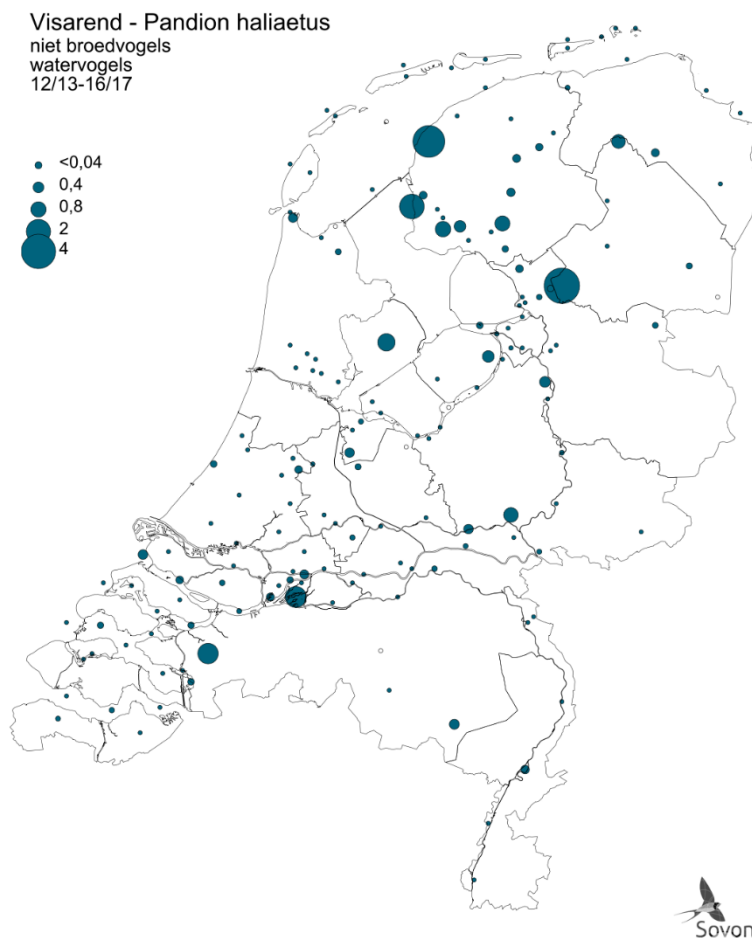 Visarend - Pandion haliaetus
niet broedvogels
watervogels
12/13-16/17
<0,04
0,4
0,8
2
4
Sovon